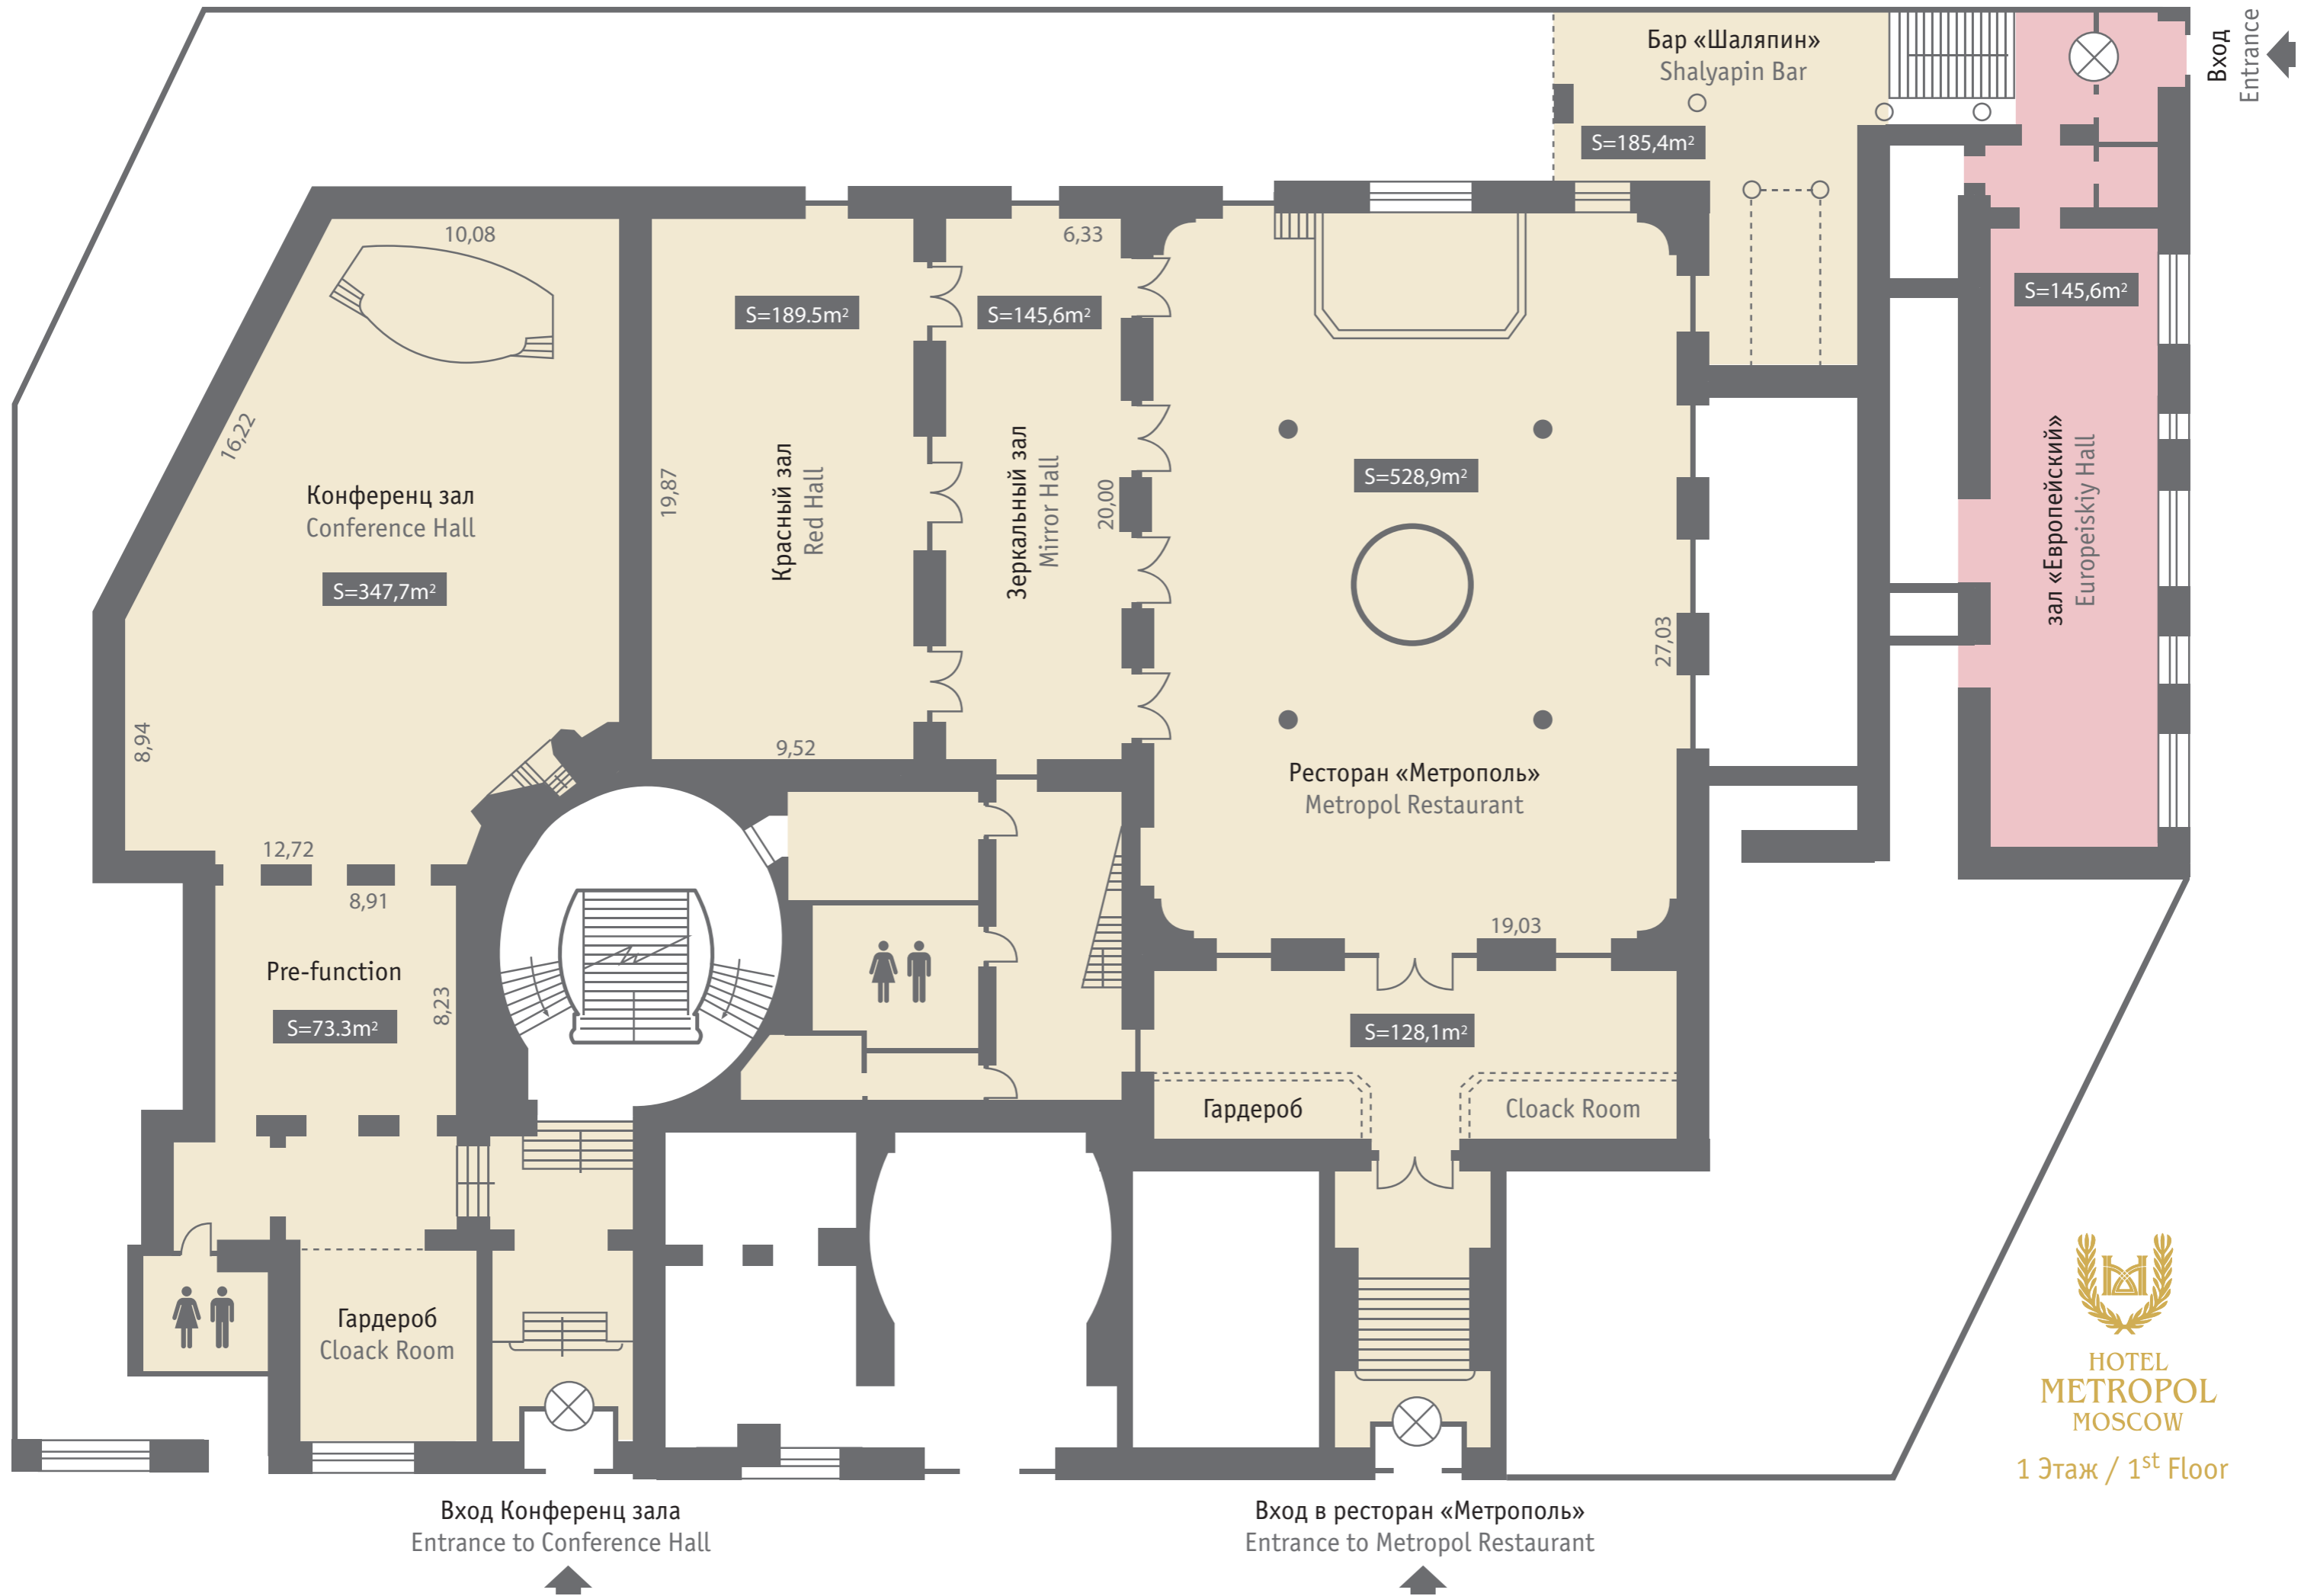 Бар «Шаляпин»
Shalyapin Bar
S=185,4m²
Вход
Entrance
10,08
16,22
Конференц зал
Conference Hall
S=347,7m²
8,94
12,72
S=189.5m²
19,87
Красный зал
Red Hall
9,52
6,33
S=145,6m²
Зеркальный зал
Mirror Hall
20,00
S=528,9m²
27,03
Ресторан «Метрополь»
Metropol Restaurant
19,03
S=145,6m²
зал «Европейский»
Europeiskiy Hall
8,91
Pre-function
8,23
S=73.3m²
S=128,1m²
Гардероб
Cloack Room
Гардероб
Cloack Room
HOTEL
METROPOL
MOSCOW
1 Этаж / 1st Floor
Вход Конференц зала
Entrance to Conference Hall
Вход в ресторан «Метрополь»
Entrance to Metropol Restaurant